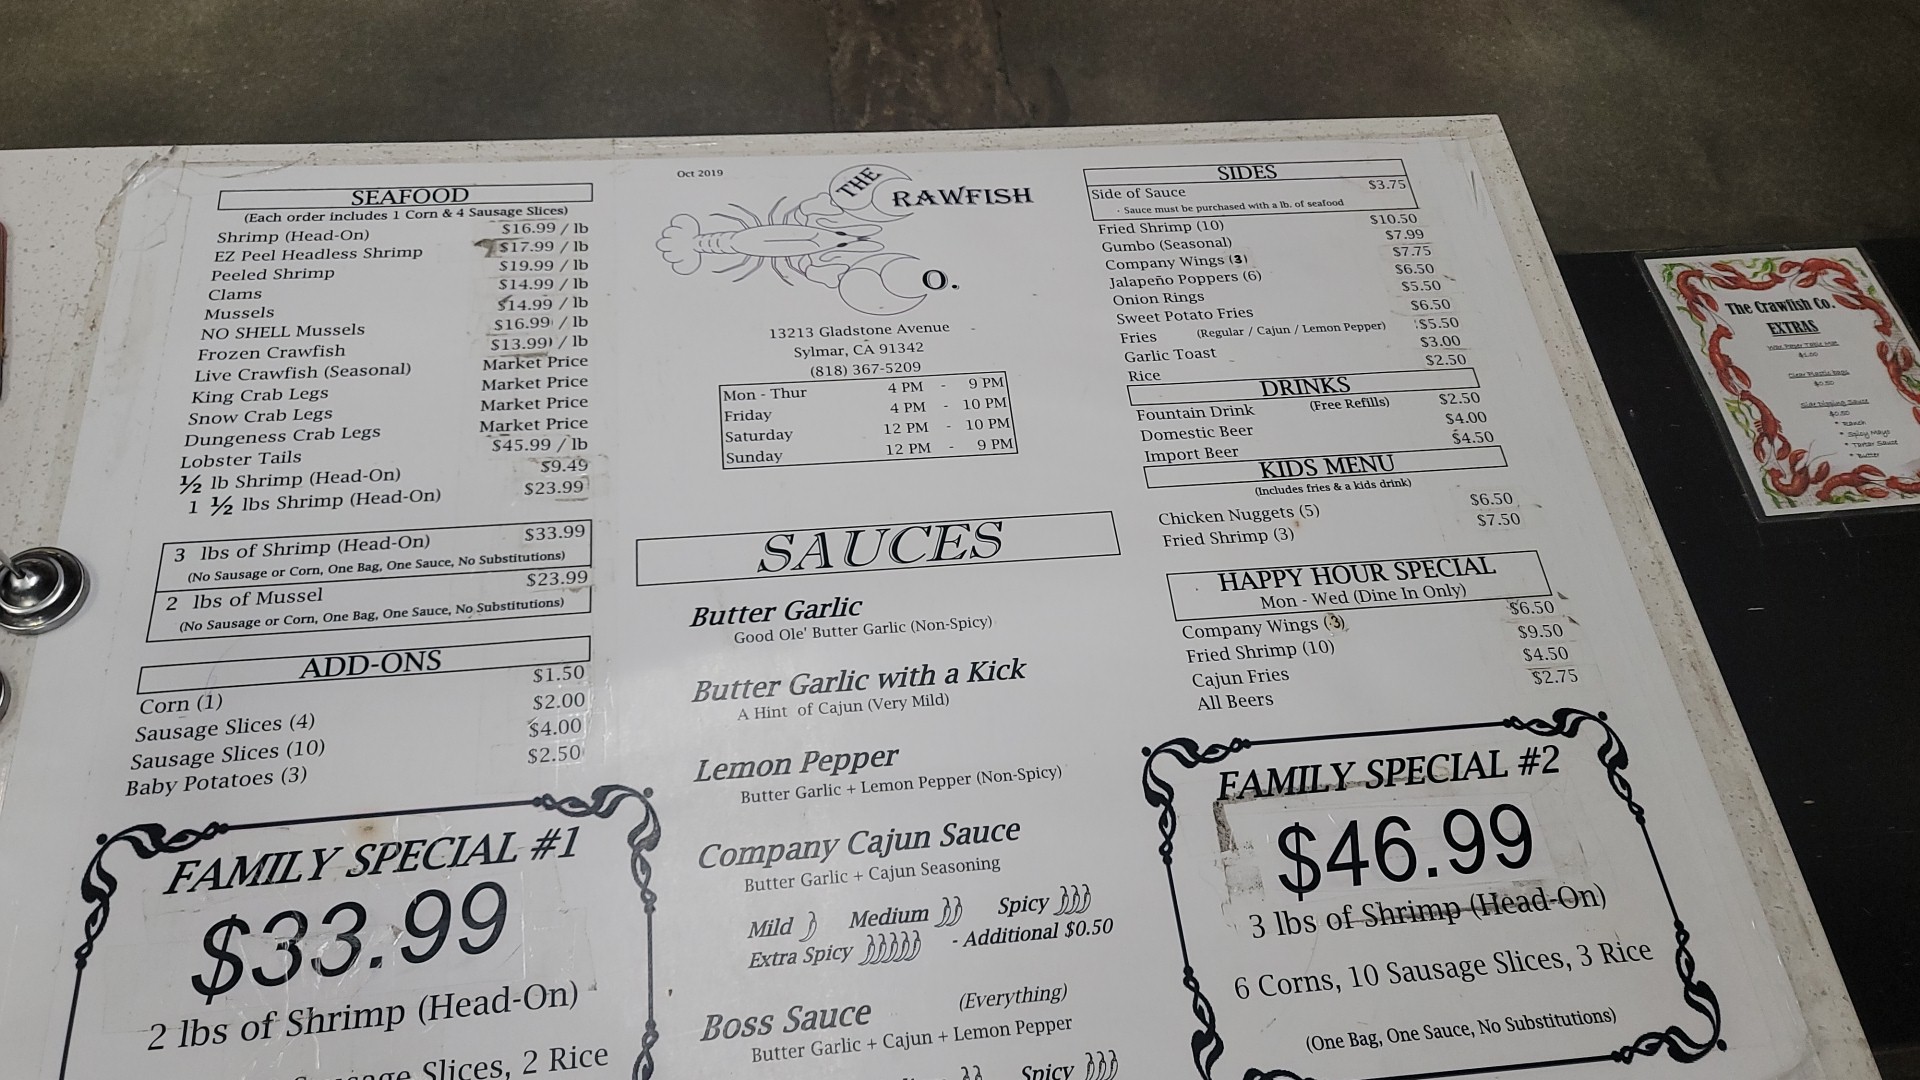 Oct 2019
THE CRAWFISH CO.
13213 Gladstone Avenue
Sylmar, CA 91342
(818) 367-5209
Mon - Thur 4 PM - 9 PM
Friday 4 PM - 10 PM
Saturday 12 PM - 10 PM
Sunday 12 PM - 9 PM
SEAFOOD
(Each order includes 1 Corn & 4 Sausage Slices)
Shrimp (Head-On) $16.99 / lb
EZ Peel Headless Shrimp $17.99 / lb
Peeled Shrimp $19.99 / lb
Clams $14.99 / lb
Mussels $14.99 / lb
NO SHELL Mussels $16.99 / lb
Frozen Crawfish $13.99 / lb
Live Crawfish (Seasonal) Market Price
King Crab Legs Market Price
Snow Crab Legs Market Price
Dungeness Crab Legs Market Price
Lobster Tails $45.99 / lb
½ lb Shrimp (Head-On) $9.49
1 ½ lbs Shrimp (Head-On) $23.99
3 lbs of Shrimp (Head-On) $33.99
(No Sausage or Corn, One Bag, One Sauce, No Substitutions)
2 lbs of Mussel $23.99
(No Sausage or Corn, One Bag, One Sauce, No Substitutions)
ADD-ONS
Corn (1) $1.50
Sausage Slices (4) $2.00
Sausage Slices (10) $4.00
Baby Potatoes (3) $2.50
FAMILY SPECIAL #1
$33.99
2 lbs of Shrimp (Head-On)
Slices, 2 Rice
SAUCES
Butter Garlic
Good Ole' Butter Garlic (Non-Spicy)
Butter Garlic with a Kick
A Hint of Cajun (Very Mild)
Lemon Pepper
Butter Garlic + Lemon Pepper (Non-Spicy)
Company Cajun Sauce
Butter Garlic + Cajun Seasoning
Mild Medium Spicy
Extra Spicy - Additional $0.50
Boss Sauce (Everything)
Butter Garlic + Cajun + Lemon Pepper
Spicy
SIDES
Side of Sauce $3.75
· Sauce must be purchased with a lb. of seafood
Fried Shrimp (10) $10.50
Gumbo (Seasonal) $7.99
Company Wings (3) $7.75
Jalapeño Poppers (6) $6.50
Onion Rings $5.50
Sweet Potato Fries $6.50
Fries (Regular / Cajun / Lemon Pepper) $5.50
Garlic Toast $3.00
Rice $2.50
DRINKS
Fountain Drink (Free Refills) $2.50
Domestic Beer $4.00
Import Beer $4.50
KIDS MENU
(Includes fries & a kids drink)
Chicken Nuggets (5) $6.50
Fried Shrimp (3) $7.50
HAPPY HOUR SPECIAL
Mon - Wed (Dine In Only)
Company Wings (3) $6.50
Fried Shrimp (10) $9.50
Cajun Fries $4.50
All Beers $2.75
FAMILY SPECIAL #2
$46.99
3 lbs of Shrimp (Head-On)
6 Corns, 10 Sausage Slices, 3 Rice
(One Bag, One Sauce, No Substitutions)
The Crawfish Co.
EXTRAS
$1.00
Clear Plastic Bags
$0.50
Side Dipping Sauce
$0.50
* Ranch
* Spicy Mayo
* Tartar Sauce
* Butter